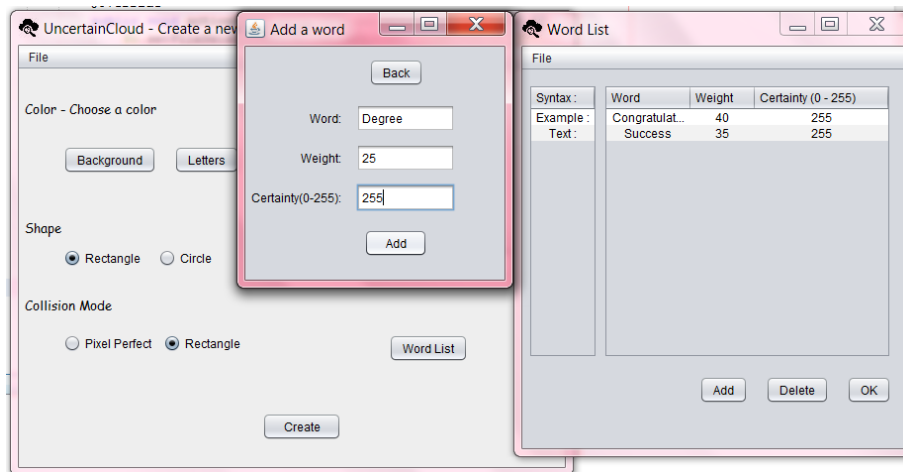 UncertainCloud - Create a new
File
Color - Choose a color
Background
Letters
Shape
Rectangle
Circle
Collision Mode
Pixel Perfect
Rectangle
Word List
Create
Add a word
Back
Word:
Degree
Weight:
25
Certainty(0-255):
255
Add
Word List
File
Syntax :
Word
Weight
Certainty (0 - 255)
Example :
Congratulat...
40
255
Text :
Success
35
255
Add
Delete
OK